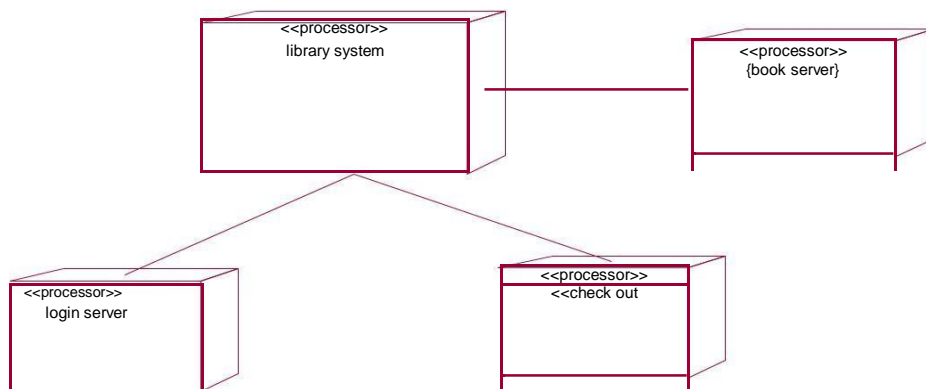 <<processor>>
library system
<<processor>>
{book server}
<<processor>>
login server
<<processor>>
<<check out